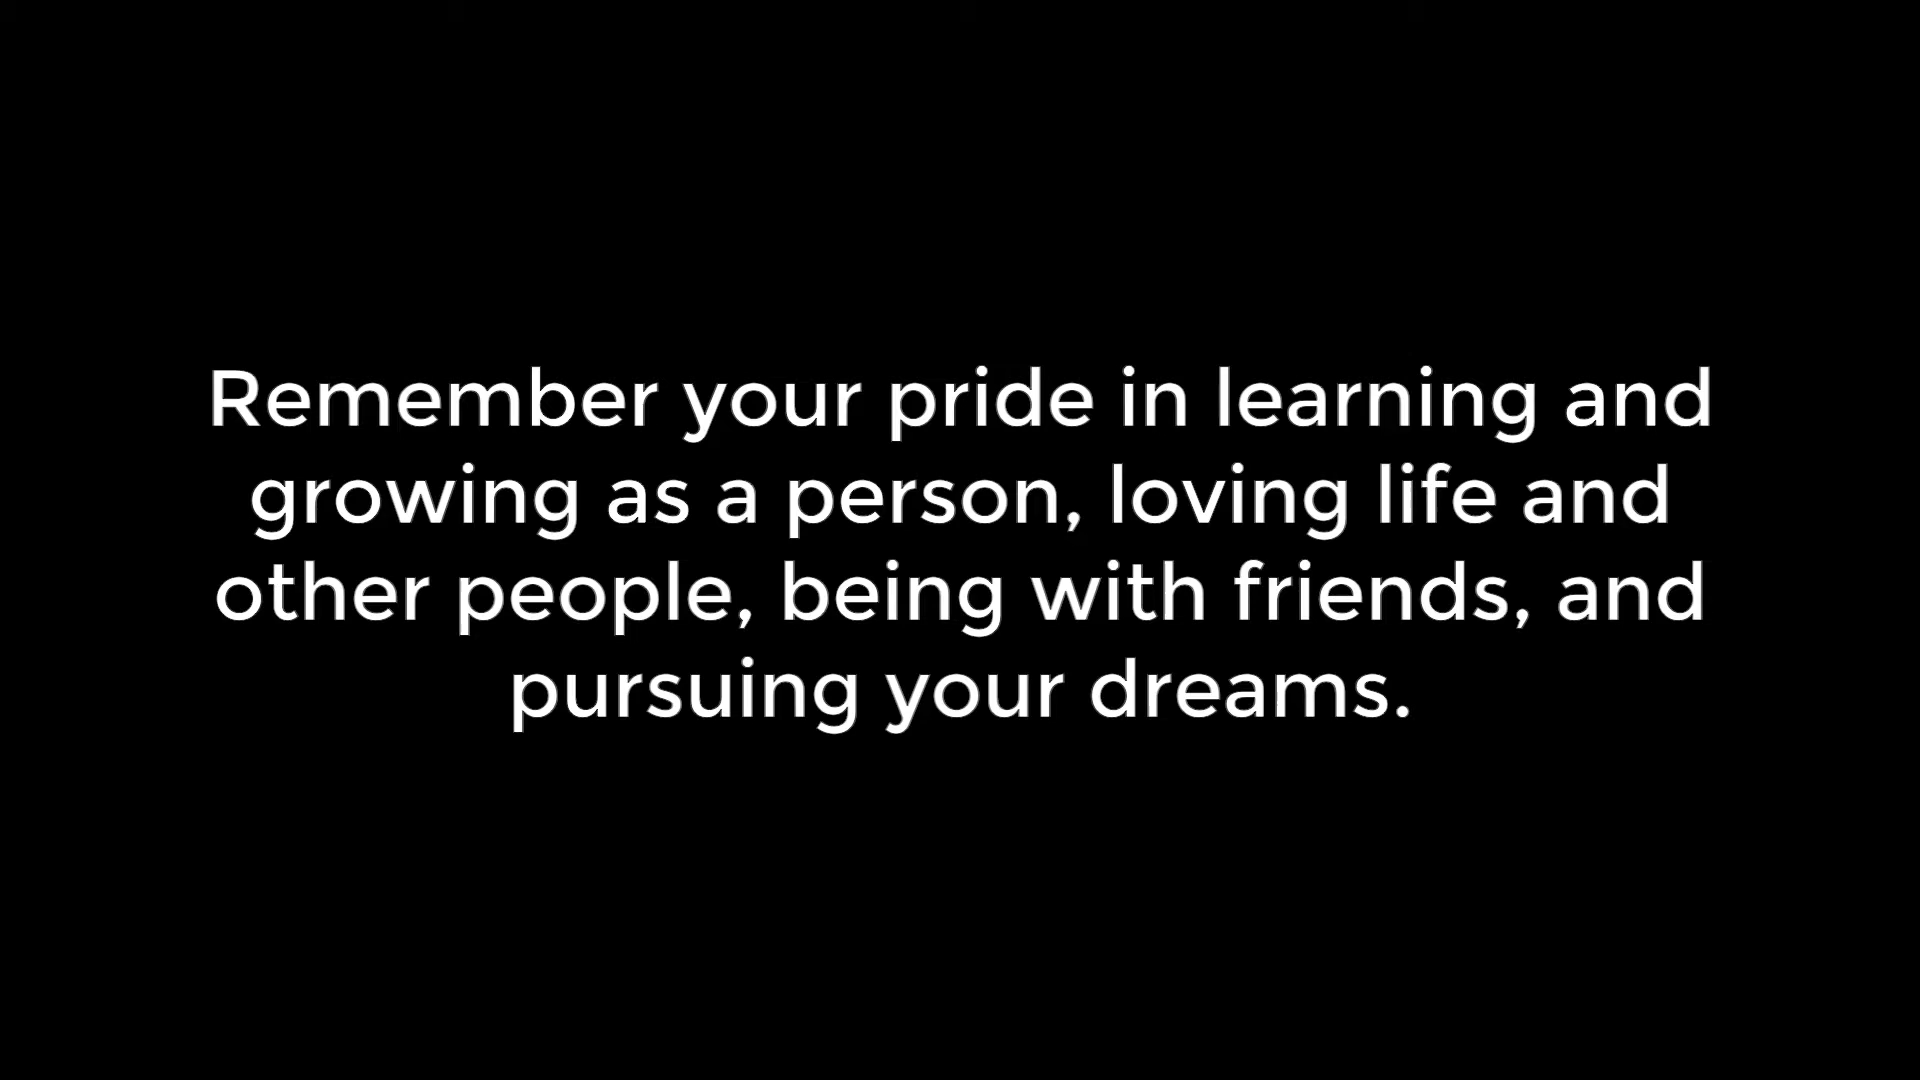 Remember your pride in learning and
growing as a person, loving life and
other people, being with friends, and
pursuing your dreams.